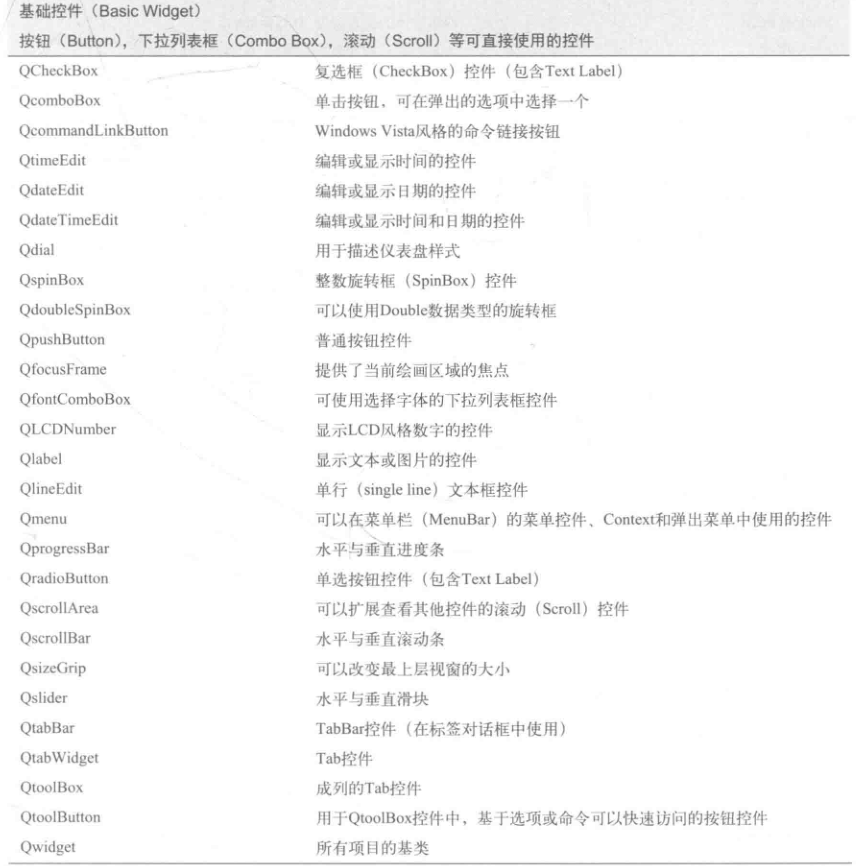 基础控件（Basic Widget）
按钮（Button），下拉列表框（Combo Box），滚动（Scroll）等可直接使用的控件
QCheckBox 复选框（CheckBox）控件（包含Text Label）
QcomboBox 单击按钮，可在弹出的选项中选择一个
QcommandLinkButton Windows Vista风格的命令链接按钮
QtimeEdit 编辑或显示时间的控件
QdateEdit 编辑或显示日期的控件
QdateTimeEdit 编辑或显示时间和日期的控件
Qdial 用于描述仪表盘样式
QspinBox 整数旋转框（SpinBox）控件
QdoubleSpinBox 可以使用Double数据类型的旋转框
QpushButton 普通按钮控件
QfocusFrame 提供了当前绘画区域的焦点
QfontComboBox 可使用选择字体的下拉列表框控件
QLCDNumber 显示LCD风格数字的控件
Qlabel 显示文本或图片的控件
QlineEdit 单行（single line）文本框控件
Qmenu 可以在菜单栏（MenuBar）的菜单控件、Context和弹出菜单中使用的控件
QprogressBar 水平与垂直进度条
QradioButton 单选按钮控件（包含Text Label）
QscrollArea 可以扩展查看其他控件的滚动（Scroll）控件
QscrollBar 水平与垂直滚动条
QsizeGrip 可以改变最上层视窗的大小
Qslider 水平与垂直滑块
QtabBar TabBar控件（在标签对话框中使用）
QtabWidget Tab控件
QtoolBox 成列的Tab控件
QtoolButton 用于QtoolBox控件中，基于选项或命令可以快速访问的按钮控件
Qwidget 所有项目的基类